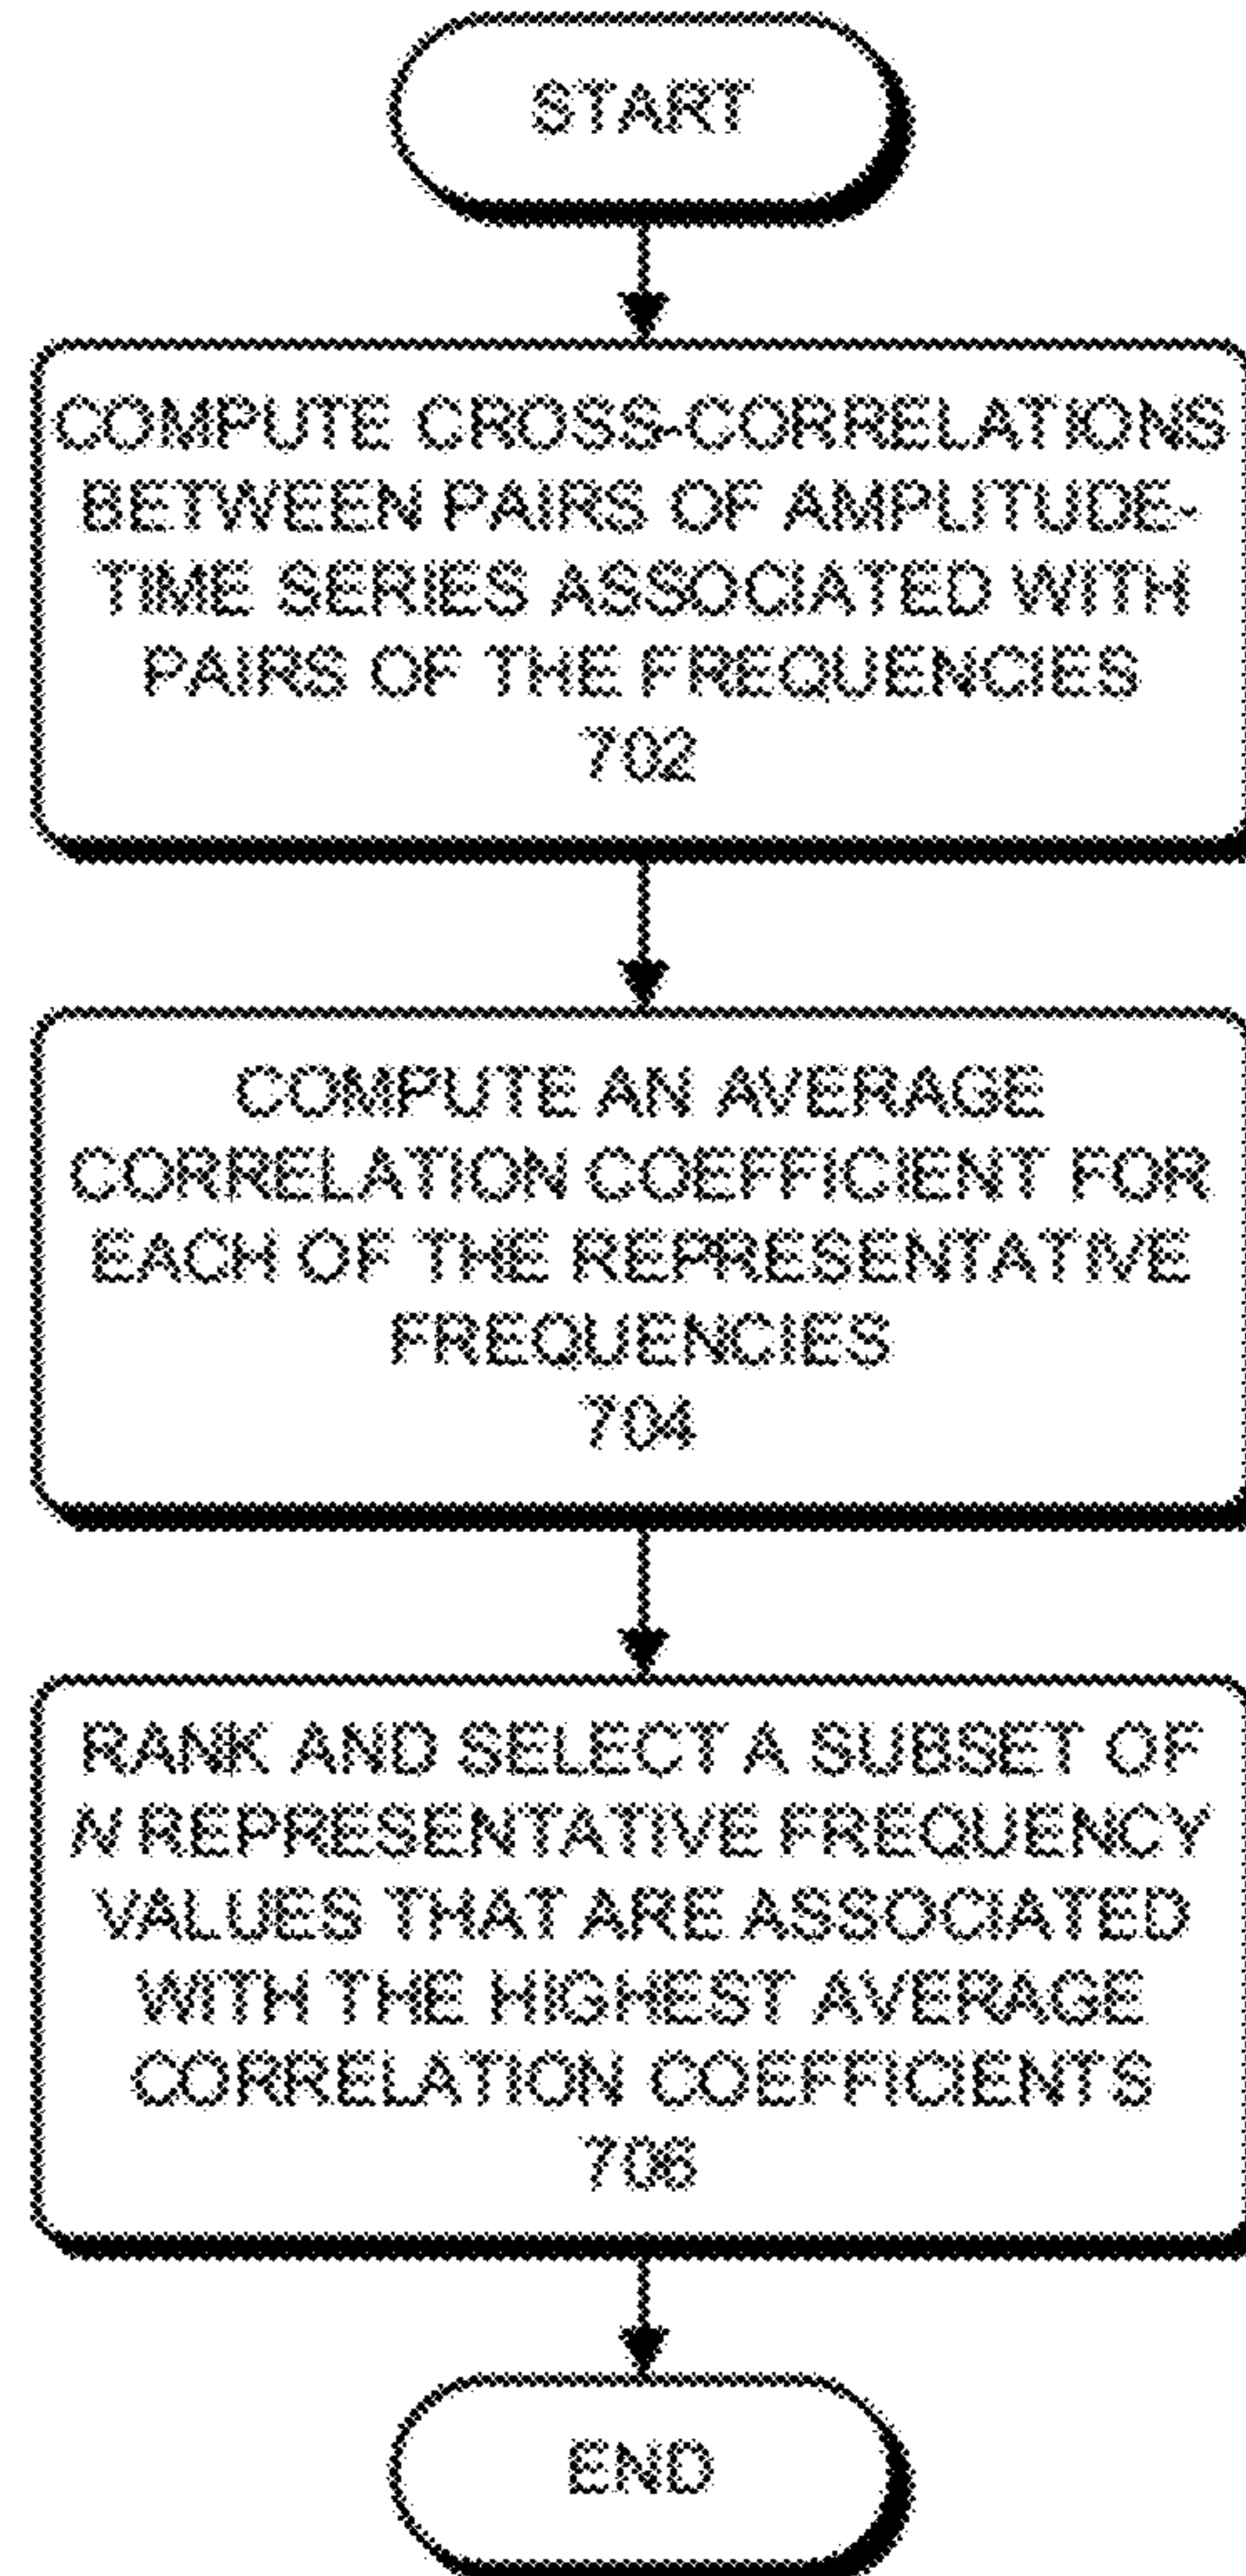 START
COMPUTE CROSS-CORRELATIONS
BETWEEN PAIRS OF AMPLITUDE-
TIME SERIES ASSOCIATED WITH
PAIRS OF THE FREQUENCIES
702
COMPUTE AN AVERAGE
CORRELATION COEFFICIENT FOR
EACH OF THE REPRESENTATIVE
FREQUENCIES
704
RANK AND SELECT A SUBSET OF
N REPRESENTATIVE FREQUENCY
VALUES THAT ARE ASSOCIATED
WITH THE HIGHEST AVERAGE
CORRELATION COEFFICIENTS
706
END